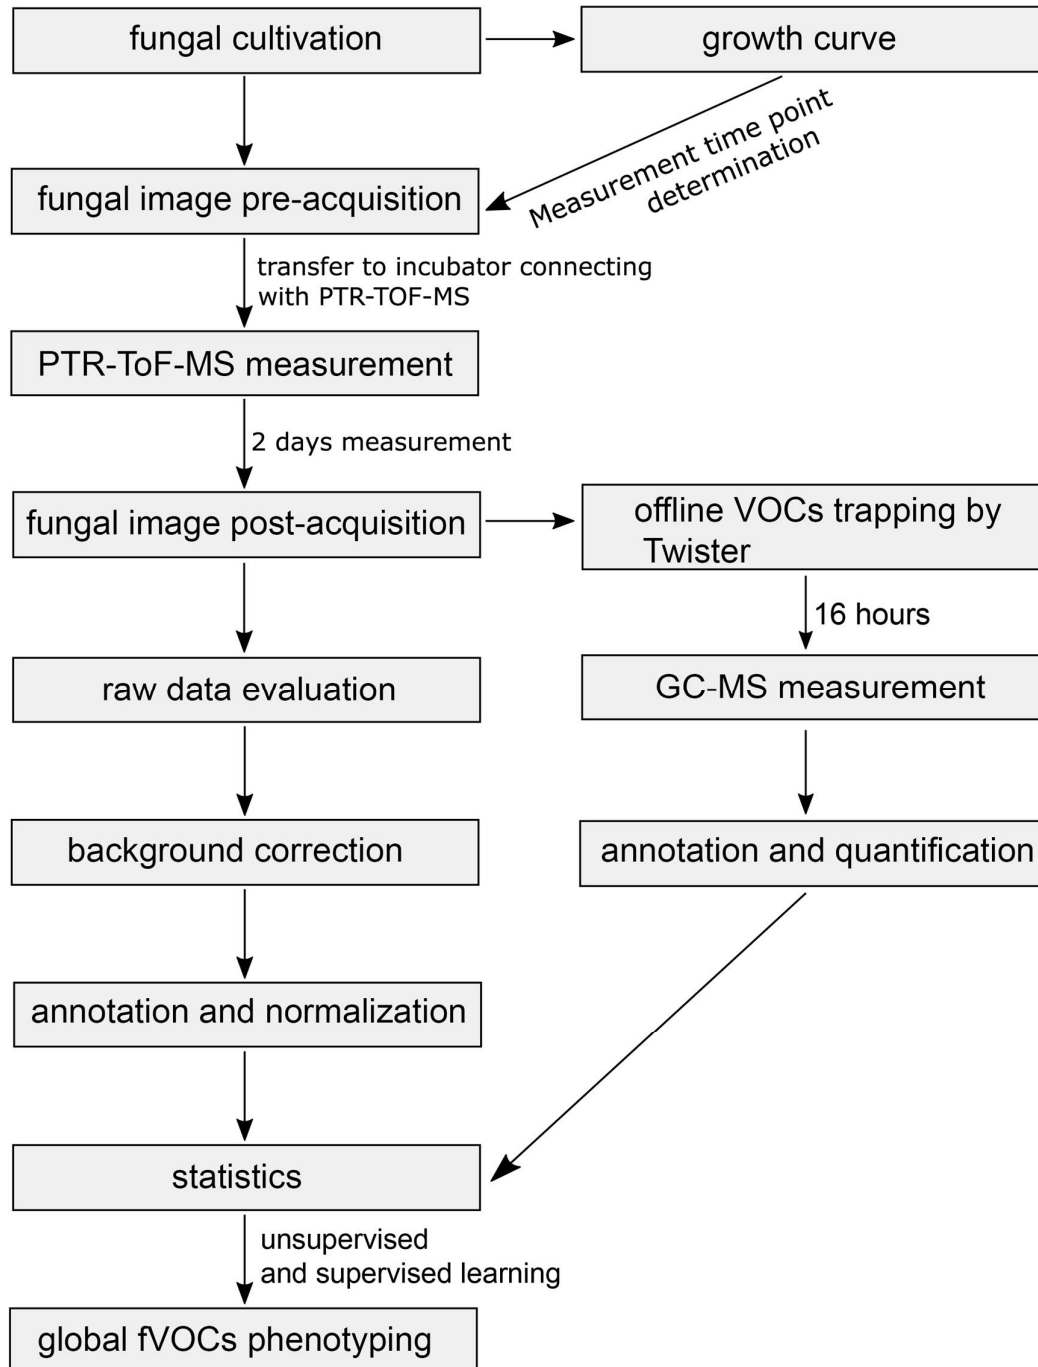 fungal cultivation
growth curve
Measurement time point
determination
fungal image pre-acquisition
transfer to incubator connecting
with PTR-TOF-MS
PTR-ToF-MS measurement
2 days measurement
fungal image post-acquisition
offline VOCs trapping by
Twister
16 hours
raw data evaluation
GC-MS measurement
background correction
annotation and quantification
annotation and normalization
statistics
unsupervised
and supervised learning
global fVOCs phenotyping